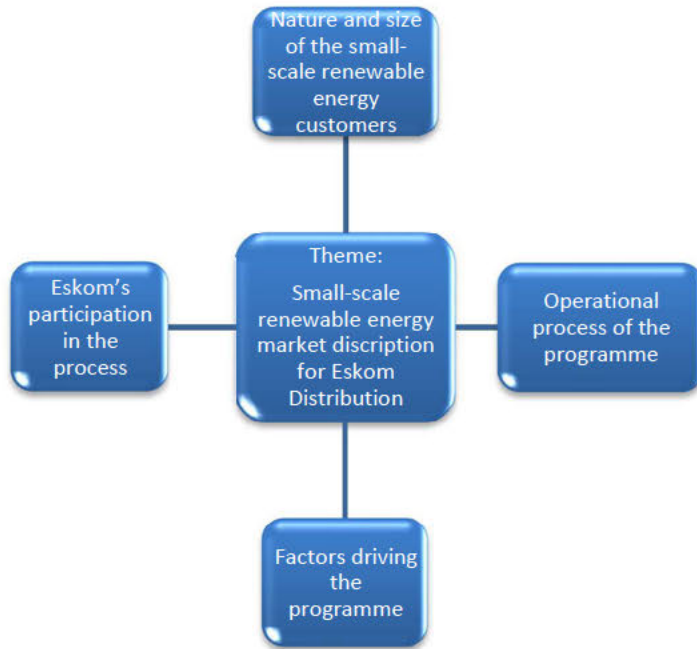 Nature and size
of the small-
scale renewable
energy
customers
Eskom's
participation
in the
process
Theme:
Small-scale
renewable energy
market discription
for Eskom
Distribution
Operational
process of the
programme
Factors driving
the
programme